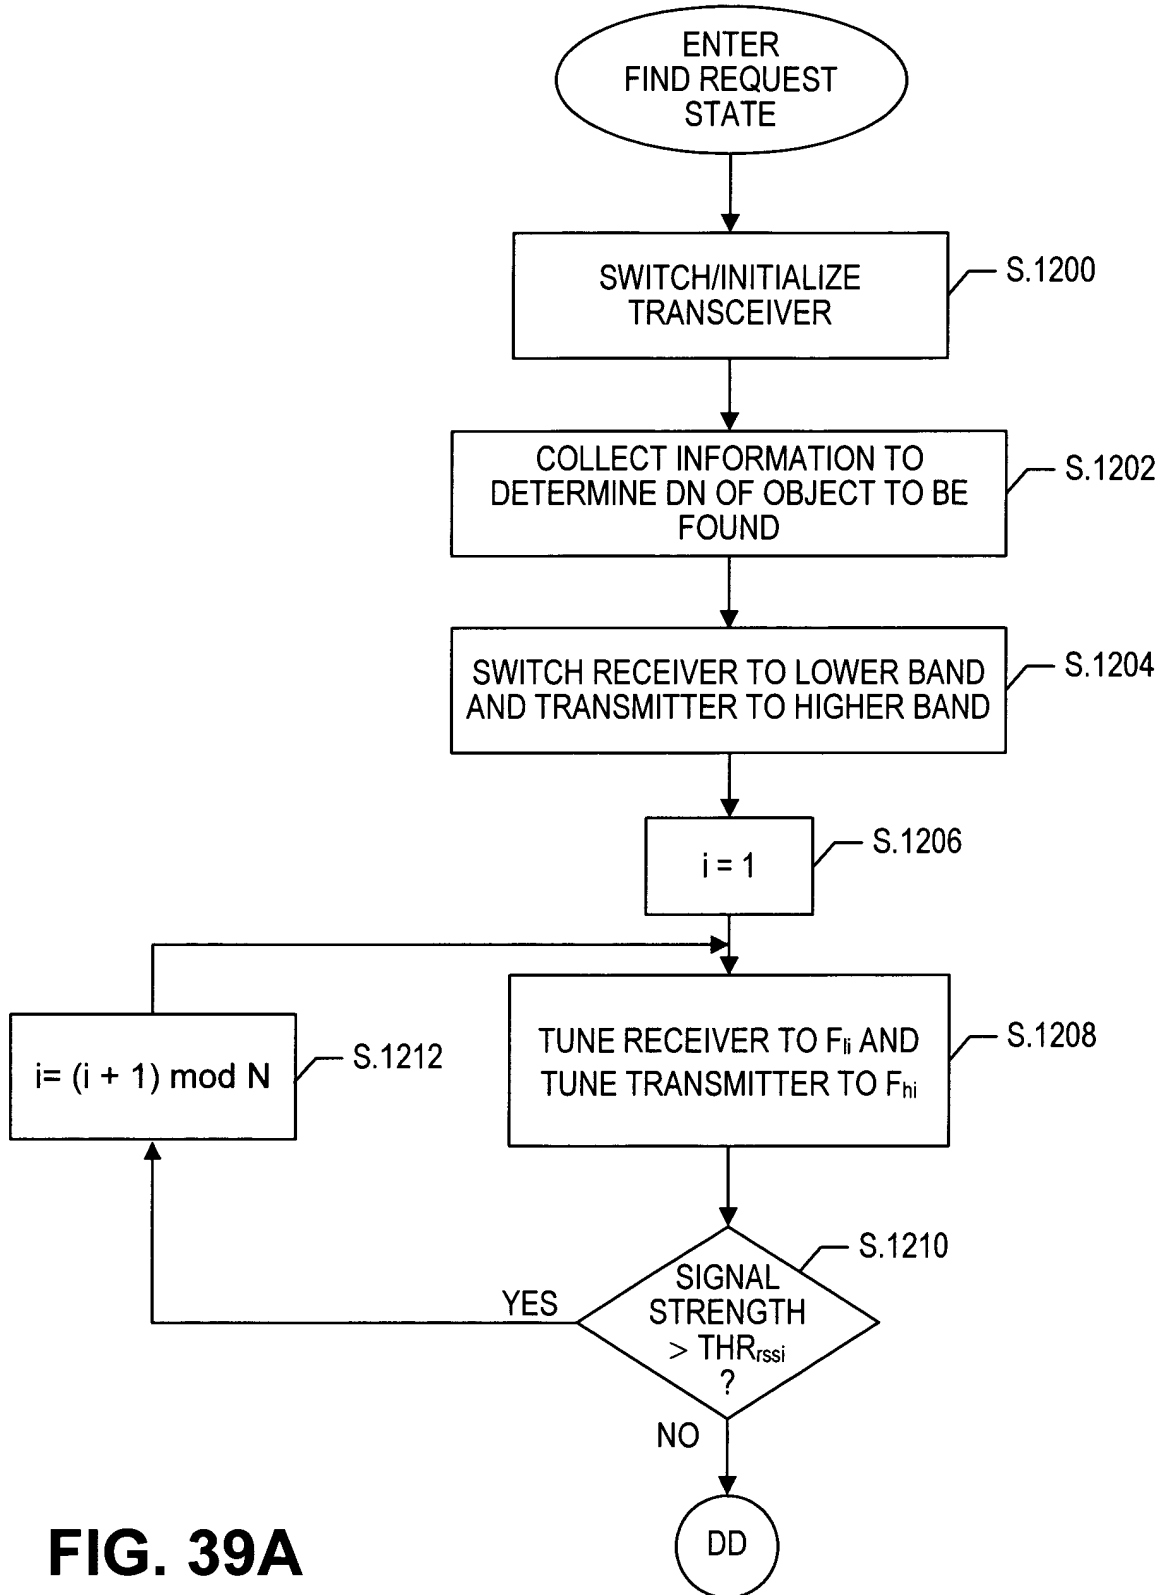 ENTER
FIND REQUEST
STATE
SWITCH/INITIALIZE
TRANSCEIVER
S.1200
COLLECT INFORMATION TO
DETERMINE DN OF OBJECT TO BE
FOUND
S.1202
SWITCH RECEIVER TO LOWER BAND
AND TRANSMITTER TO HIGHER BAND
S.1204
i = 1
S.1206
TUNE RECEIVER TO Fli AND
TUNE TRANSMITTER TO Fhi
S.1208
i= (i + 1) mod N
S.1212
SIGNAL
STRENGTH
> THRrssi
?
S.1210
YES
NO
DD
FIG. 39A